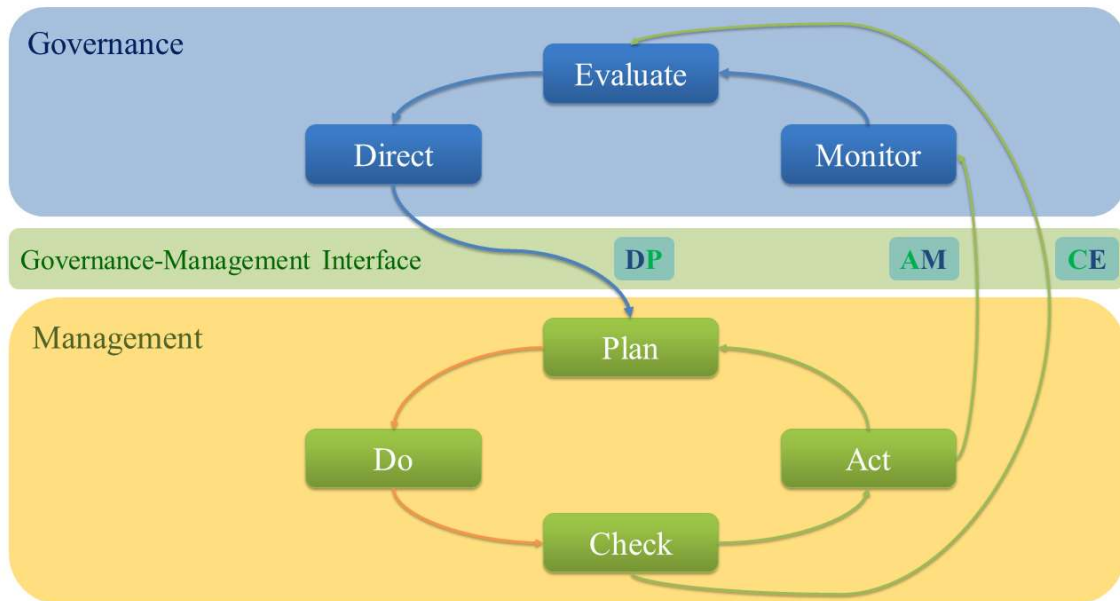 Governance
Evaluate
Direct
Monitor
Governance-Management Interface
DP
AM
CE
Management
Plan
Do
Act
Check